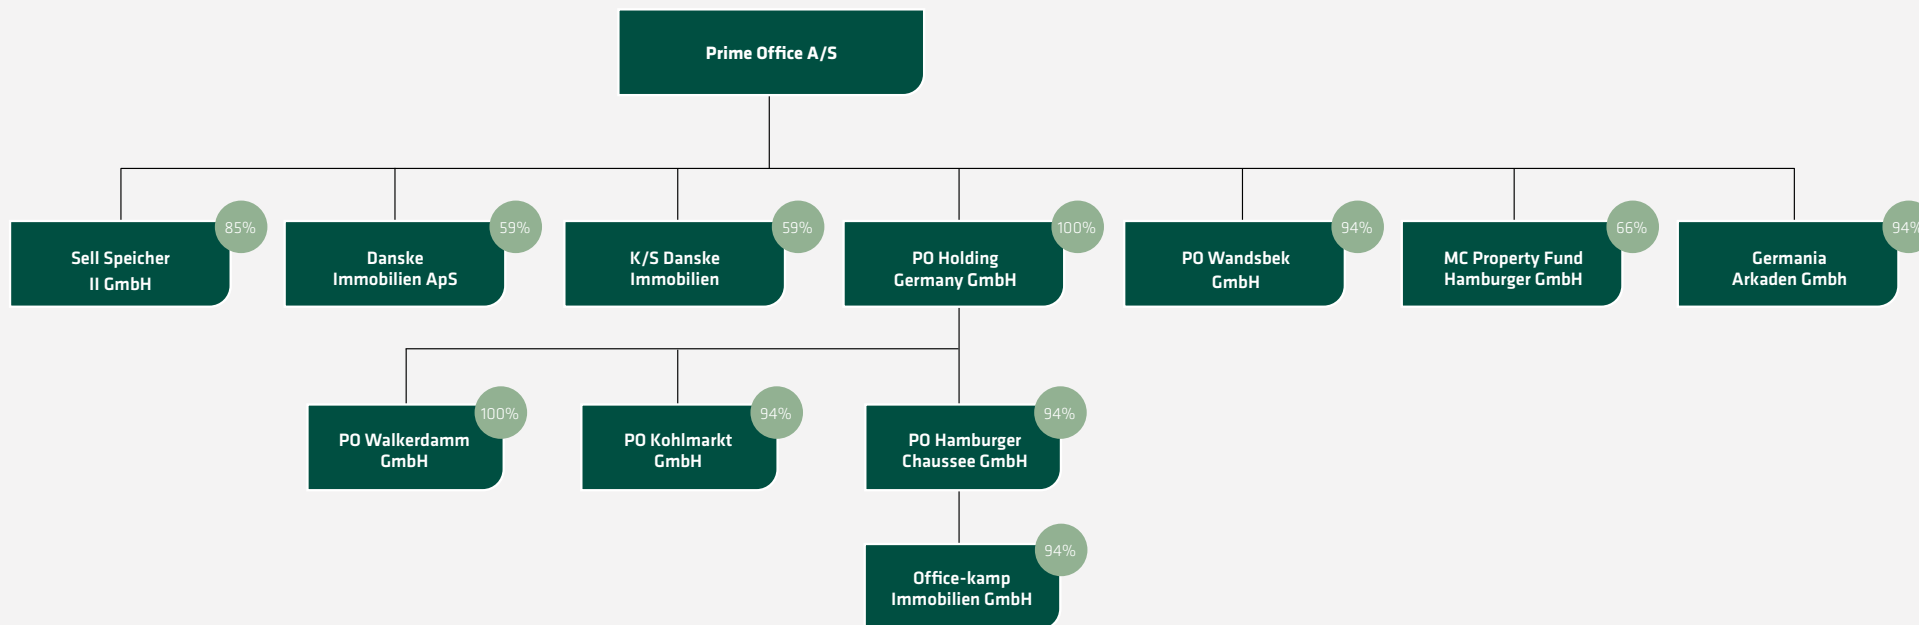 Prime Office A/S
85%
Sell Speicher
II GmbH
59%
Danske
Immobilien ApS
59%
K/S Danske
Immobilien
100%
PO Holding
Germany GmbH
94%
PO Wandsbek
GmbH
66%
MC Property Fund
Hamburger GmbH
94%
Germania
Arkaden Gmbh
100%
PO Walkerdamm
GmbH
94%
PO Kohlmarkt
GmbH
94%
PO Hamburger
Chaussee GmbH
94%
Office-kamp
Immobilien GmbH